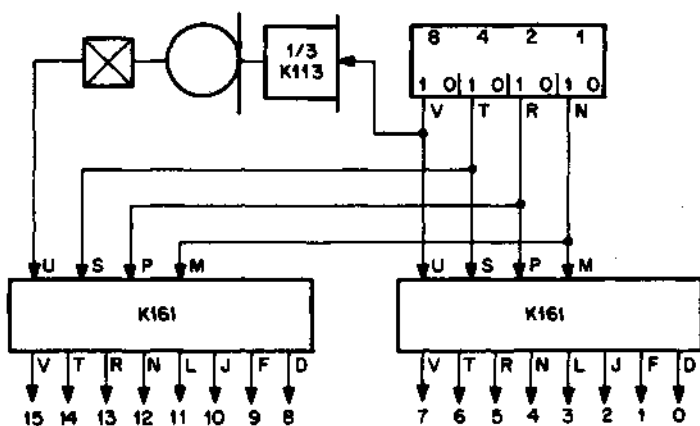 1/3
K113
8 4 2 1
1 0 1 0 1 0 1 0
V T R N
U S P M
U S P M
K161
K161
V T R N L J F D
V T R N L J F D
15 14 13 12 11 10 9 8
7 6 5 4 3 2 1 0